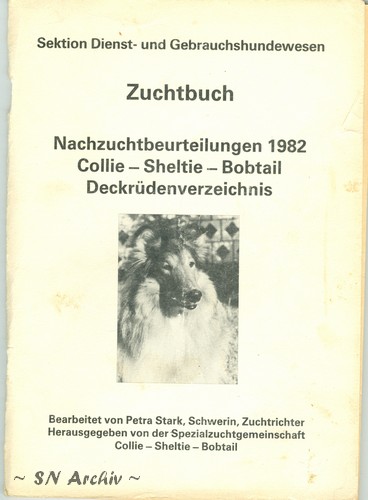 Sektion Dienst- und Gebrauchshundewesen
Zuchtbuch
Nachzuchtbeurteilungen 1982
Collie – Sheltie – Bobtail
Deckrüdenverzeichnis
Bearbeitet von Petra Stark, Schwerin, Zuchtrichter
Herausgegeben von der Spezialzuchtgemeinschaft
Collie – Sheltie – Bobtail
~ SN Archiv ~